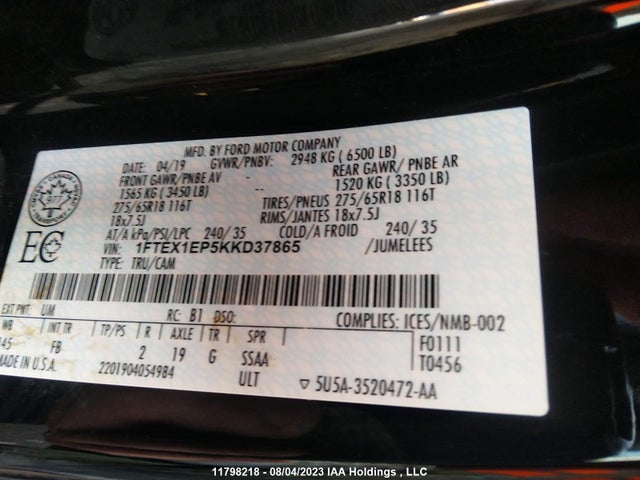 MFD. BY FORD MOTOR COMPANY
DATE: 04/19 GVWR/PNBV: 2948 KG ( 6500 LB)
FRONT GAWR/PNBE AV - REAR GAWR/ PNBE AR
1565 KG ( 3450 LB) -- 1520 KG ( 3350 LB)
275/65R18 116T TIRES/PNEUS 275/65R18 116T
18x7.5J RIMS/JANTES 18x7.5J
AT/A kPa/PSI/LPC 240/ 35 COLD/A FROID 240/ 35
VIN: 1FTEX1EP5KKD37865 /JUMELEES
TYPE: TRU/CAM
EC
EXT PNT: UM RC: B1 DSO: COMPLIES: ICES/NMB-002
WB INT TR TP/PS R AXLE TR SPR F0111
145 FB 2 19 G SSAA T0456
MADE IN U.S.A. 2201904054984 ULT 5U5A-3520472-AA
11798218 - 08/04/2023 IAA Holdings , LLC